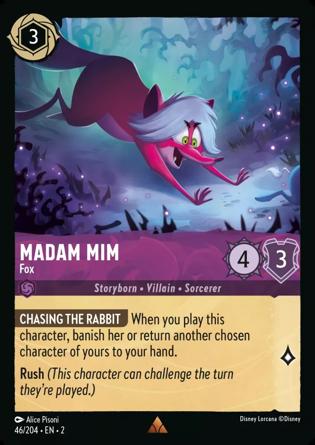 3
MADAM MIM
Fox
4
3
Storyborn • Villain • Sorcerer
CHASING THE RABBIT When you play this
character, banish her or return another chosen
character of yours to your hand.
Rush (This character can challenge the turn
they're played.)
Alice Pisoni
46/204 • EN • 2
Disney Lorcana ©Disney